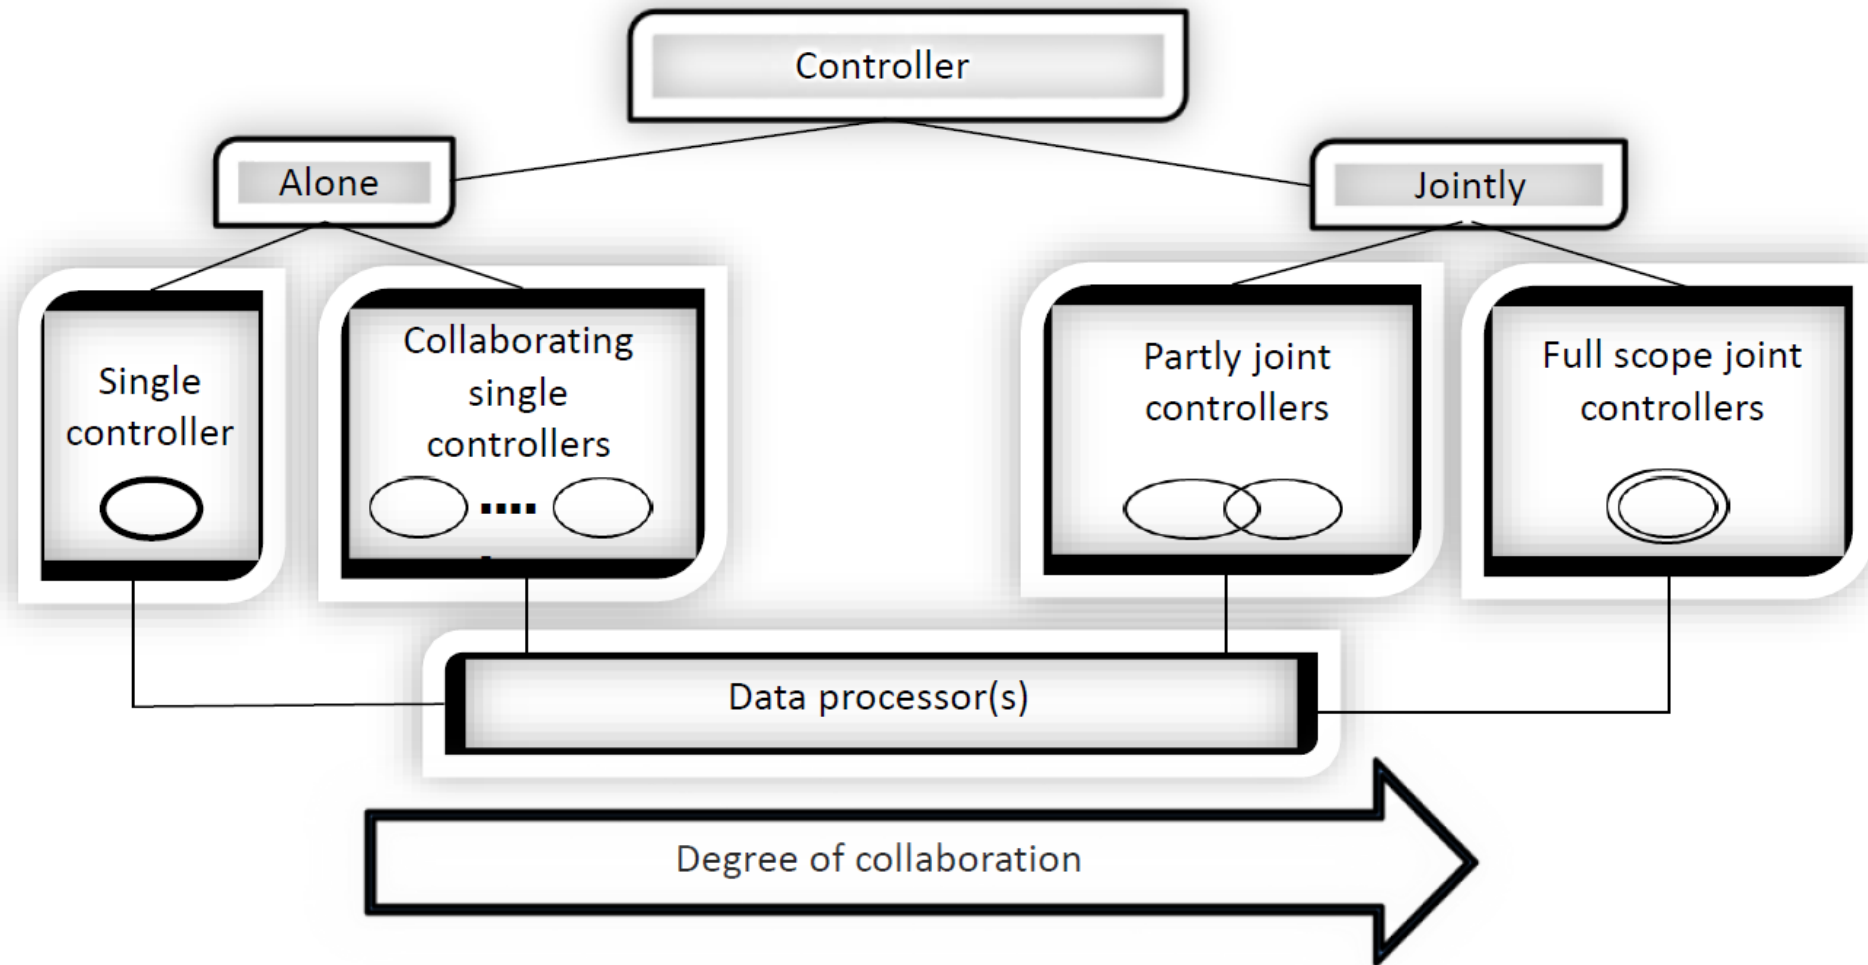 Controller
Alone
Jointly
Single
controller
Collaborating
single
controllers
Partly joint
controllers
Full scope joint
controllers
Data processor(s)
Degree of collaboration